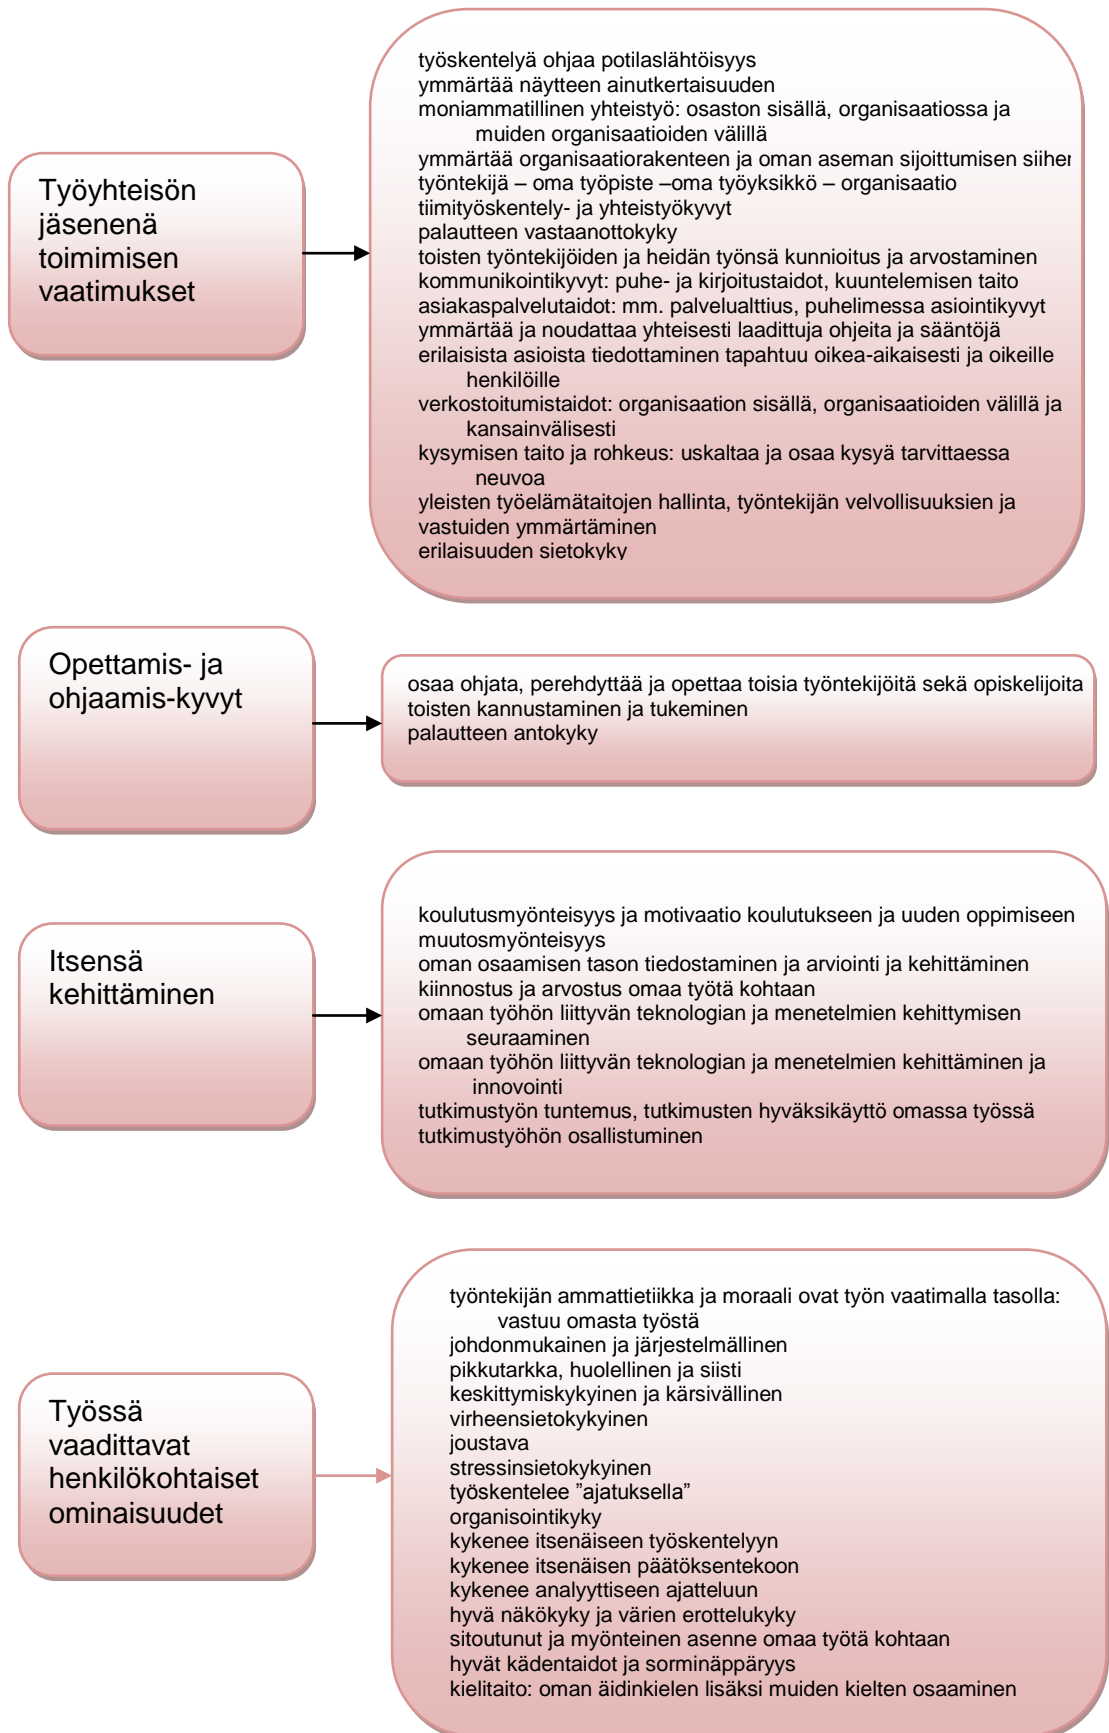 Työyhteisön
jäsenenä
toimimisen
vaatimukset
työskentelyä ohjaa potilaslähtöisyys
ymmärtää näytteen ainutkertaisuuden
moniammatillinen yhteistyö: osaston sisällä, organisaatiossa ja
muiden organisaatioiden välillä
ymmärtää organisaatiorakenteen ja oman aseman sijoittumisen siihen
työntekijä – oma työpiste –oma työyksikkö – organisaatio
tiimityöskentely- ja yhteistyökyvyt
palautteen vastaanottokyky
toisten työntekijöiden ja heidän työnsä kunnioitus ja arvostaminen
kommunikointikyvyt: puhe- ja kirjoitustaidot, kuuntelemisen taito
asiakaspalvelutaidot: mm. palvelualttius, puhelimessa asiointikyvyt
ymmärtää ja noudattaa yhteisesti laadittuja ohjeita ja sääntöjä
erilaisista asioista tiedottaminen tapahtuu oikea-aikaisesti ja oikeille
henkilöille
verkostoitumistaidot: organisaation sisällä, organisaatioiden välillä ja
kansainvälisesti
kysymisen taito ja rohkeus: uskaltaa ja osaa kysyä tarvittaessa
neuvoa
yleisten työelämätaitojen hallinta, työntekijän velvollisuuksien ja
vastuiden ymmärtäminen
erilaisuuden sietokyky
Opettamis- ja
ohjaamis-kyvyt
osaa ohjata, perehdyttää ja opettaa toisia työntekijöitä sekä opiskelijoita
toisten kannustaminen ja tukeminen
palautteen antokyky
Itsensä
kehittäminen
koulutusmyönteisyys ja motivaatio koulutukseen ja uuden oppimiseen
muutosmyönteisyys
oman osaamisen tason tiedostaminen ja arviointi ja kehittäminen
kiinnostus ja arvostus omaa työtä kohtaan
omaan työhön liittyvän teknologian ja menetelmien kehittymisen
seuraaminen
omaan työhön liittyvän teknologian ja menetelmien kehittäminen ja
innovointi
tutkimustyön tuntemus, tutkimusten hyväksikäyttö omassa työssä
tutkimustyöhön osallistuminen
Työssä
vaadittavat
henkilökohtaiset
ominaisuudet
työntekijän ammattietiikka ja moraali ovat työn vaatimalla tasolla:
vastuu omasta työstä
johdonmukainen ja järjestelmällinen
pikkutarkka, huolellinen ja siisti
keskittymiskykyinen ja kärsivällinen
virheensietokykyinen
joustava
stressinsietokykyinen
työskentelee ”ajatuksella”
organisointikyky
kykenee itsenäiseen työskentelyyn
kykenee itsenäisen päätöksentekoon
kykenee analyyttiseen ajatteluun
hyvä näkökyky ja värien erottelukyky
sitoutunut ja myönteinen asenne omaa työtä kohtaan
hyvät kädentaidot ja sorminäppäryys
kielitaito: oman äidinkielen lisäksi muiden kielten osaaminen